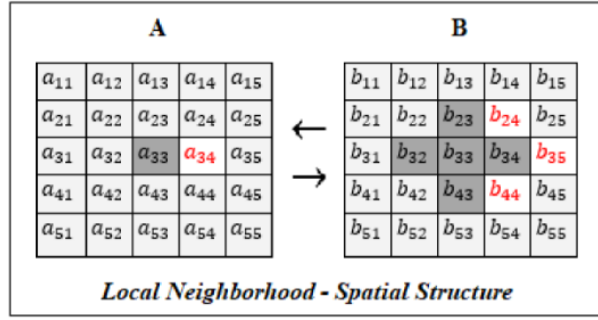 A B
a11 a12 a13 a14 a15 b11 b12 b13 b14 b15
a21 a22 a23 a24 a25 ← b21 b22 b23 b24 b25
a31 a32 a33 a34 a35 → b31 b32 b33 b34 b35
a41 a42 a43 a44 a45 b41 b42 b43 b44 b45
a51 a52 a53 a54 a55 b51 b52 b53 b54 b55
Local Neighborhood - Spatial Structure